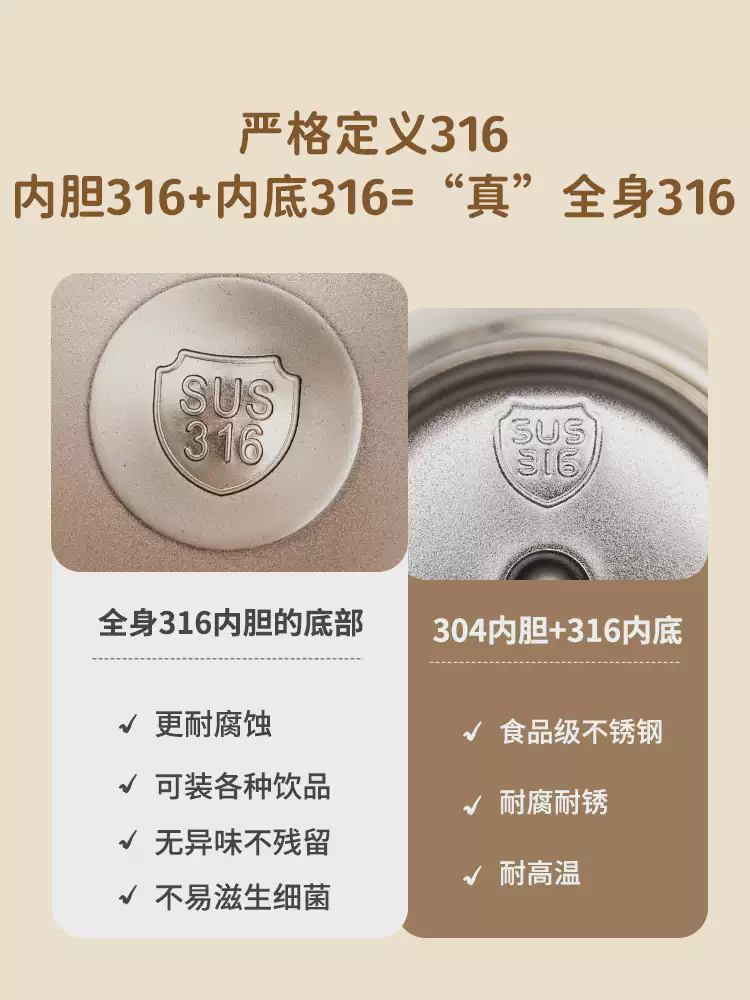 严格定义316
内胆316+内底316=“真”全身316
SUS
316
SUS
316
全身316内胆的底部
304内胆+316内底
更耐腐蚀
可装各种饮品
无异味不残留
不易滋生细菌
食品级不锈钢
耐腐耐锈
耐高温